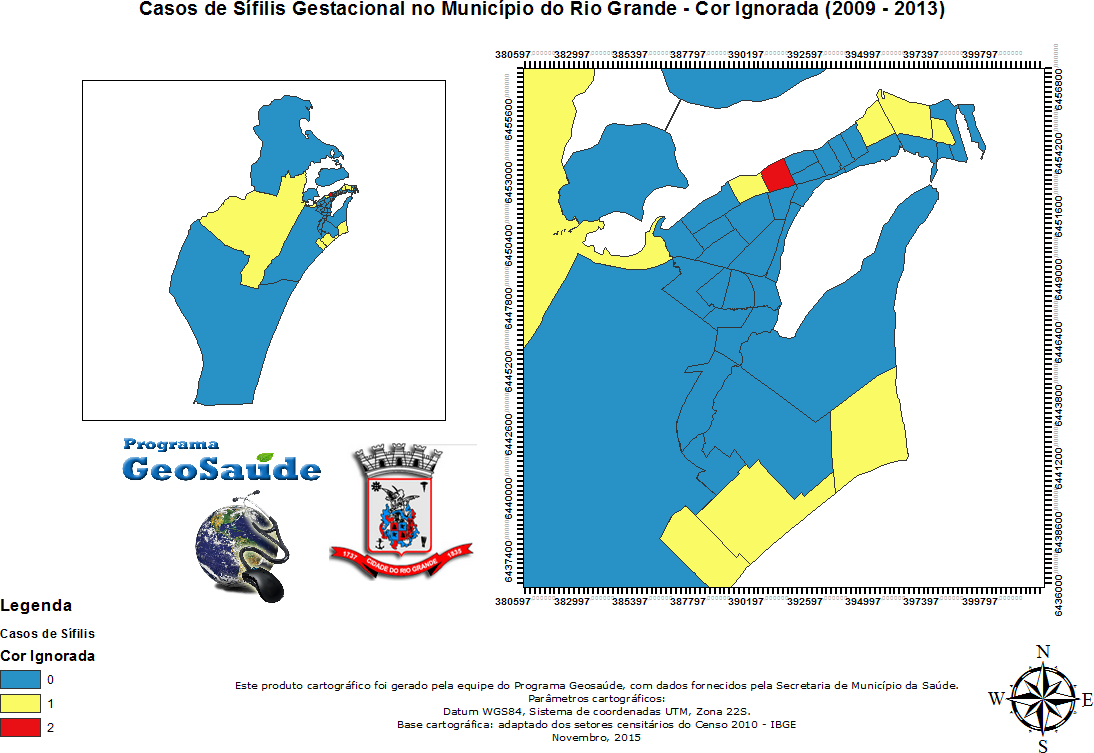 Casos de Sífilis Gestacional no Município do Rio Grande - Cor Ignorada (2009 - 2013)
380597 382997 385397 387797 390197 392597 394997 397397 399797
6455600
6453000
6450400
6447800
6445200
6442600
6440000
6437400
6456800
6454200
6451600
6449000
6446400
6443800
6441200
6438600
6436000
380597 382997 385397 387797 390197 392597 394997 397397 399797
Programa
GeoSaúde
1737 CIDADE DO RIO GRANDE 1835
Legenda
Casos de Sífilis
Cor Ignorada
0
1
2
Este produto cartográfico foi gerado pela equipe do Programa Geosaúde, com dados fornecidos pela Secretaria de Município da Saúde.
Parâmetros cartográficos:
Datum WGS84, Sistema de coordenadas UTM, Zona 22S.
Base cartográfica: adaptado dos setores censitários do Censo 2010 - IBGE
Novembro, 2015
N
W E
S